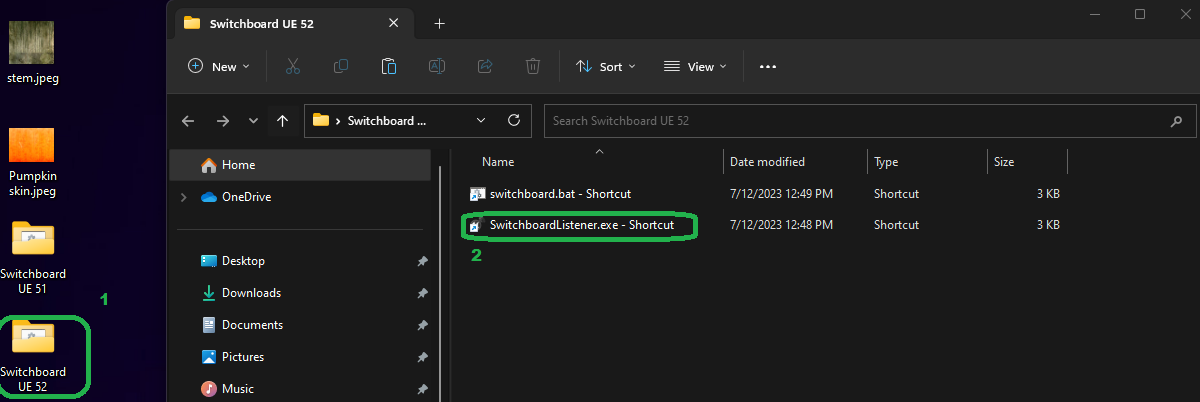 stem.jpeg
Pumpkin
skin.jpeg
Switchboard
UE 51
1
Switchboard
UE 52
Switchboard UE 52
New
Sort
View
Switchboard ...
Search Switchboard UE 52
Home
OneDrive
Desktop
Downloads
Documents
Pictures
Music
Name Date modified Type Size
switchboard.bat - Shortcut 7/12/2023 12:49 PM Shortcut 3 KB
SwitchboardListener.exe - Shortcut 7/12/2023 12:48 PM Shortcut 3 KB
2